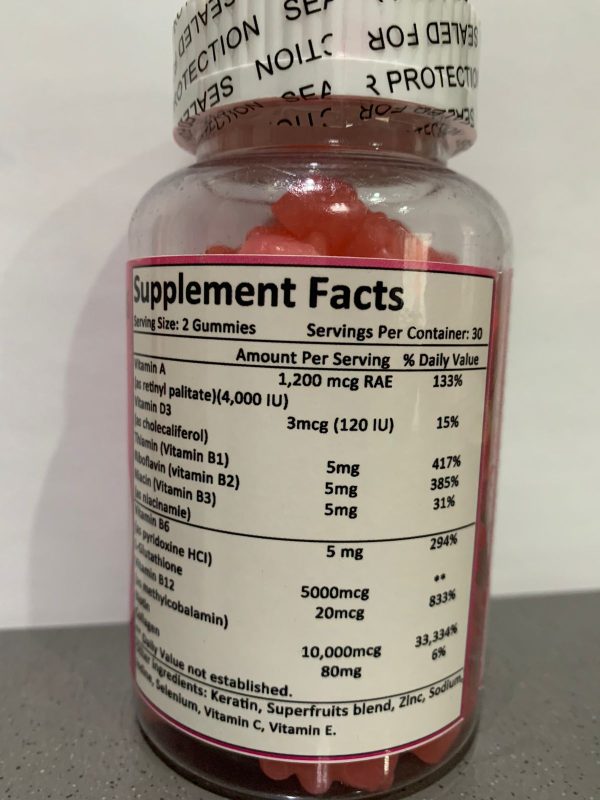 SEALED FOR
PROTECTION
SEALED FOR
R PROTECTIO
Supplement Facts
Serving Size: 2 Gummies Servings Per Container: 30
Amount Per Serving % Daily Value
Vitamin A 1,200 mcg RAE 133%
(as retinyl palitate)(4,000 IU)
Vitamin D3 3mcg (120 IU) 15%
(as cholecaliferol)
Thiamin (Vitamin B1) 5mg 417%
Riboflavin (vitamin B2) 5mg 385%
Niacin (Vitamin B3) 5mg 31%
(as niacinamie)
Vitamin B6 5 mg 294%
(as pyridoxine HCI)
L-Glutathione 5000mcg **
Vitamin B12 20mcg 833%
(as methylcobalamin)
10,000mcg 33,334%
Collagen 80mg 6%
** Daily Value not established.
Other Ingredients: Keratin, Superfruits blend, Zinc, Sodium,
Selenium, Vitamin C, Vitamin E.